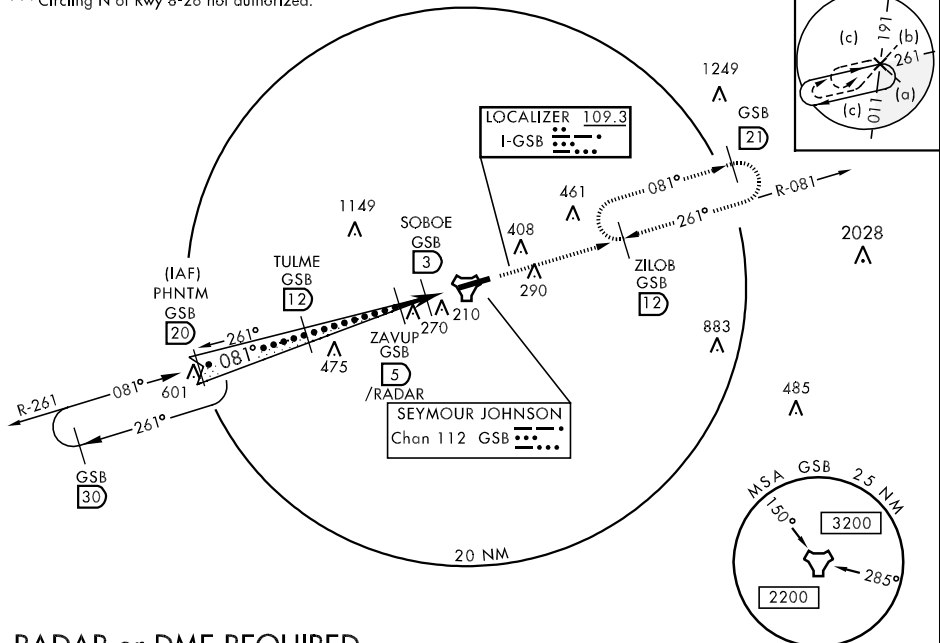 *** Circling N of Rwy 8-26 not authorized.
(c)
191
(b)
261
(a)
(c)
011
1249
GSB
21
LOCALIZER 109.3
I-GSB
081°
R-081
261°
461
1149
SOBOE
GSB
3
408
2028
(IAF)
PHNTM
GSB
20
TULME
GSB
12
290
ZILOB
GSB
12
210
270
261°
081°
ZAVUP
GSB
5
/RADAR
475
883
601
R-261
081°
261°
485
SEYMOUR JOHNSON
Chan 112 GSB
GSB
30
MSA GSB 25 NM
150°
3200
285°
2200
20 NM
RADAR or DME REQUIRED